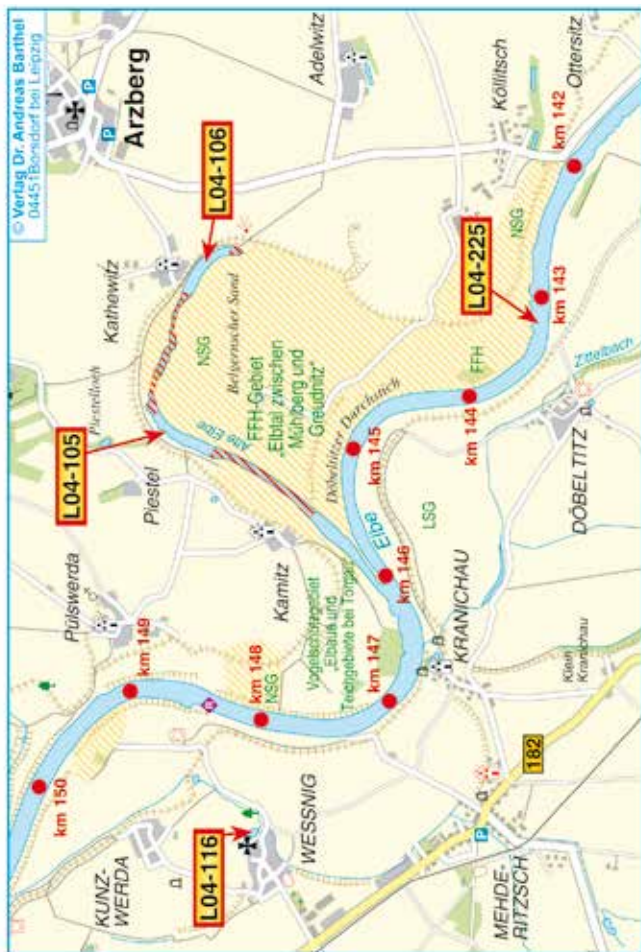 © Verlag Dr. Andreas Barthel
04451 Borsdorf bei Leipzig
Arzberg
Adelwitz
Köllitsch
Ottersitz
km 142
L04-106
L04-225
NSG
km 143
Kathewitz
Belgernscher Sand
NSG
FFH-Gebiet
„Elbtal zwischen
Mühlberg und
Greudnitz“
FFH
km 144
Zittelbach
Piestelloch
L04-105
Alte Elbe
Döbeltitzer Durchstich
km 145
DÖBELTITZ
Piestel
Elbe
LSG
km 146
Pülswerda
Kamitz
Vogelschutzgebiet
„Elbaue und
Teichgebiete bei Torgau“
km 149
km 148
NSG
km 147
KRANICHAU
Klein
Kranichau
km 150
182
WESSNIG
L04-116
KUNZ-
WERDA
MEHDE-
RITZSCH
P
P
P
R